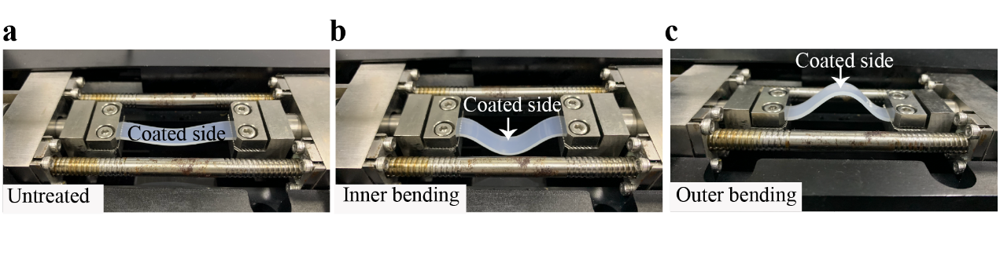 a
b
c
Coated side
Untreated
Coated side
Inner bending
Coated side
Outer bending